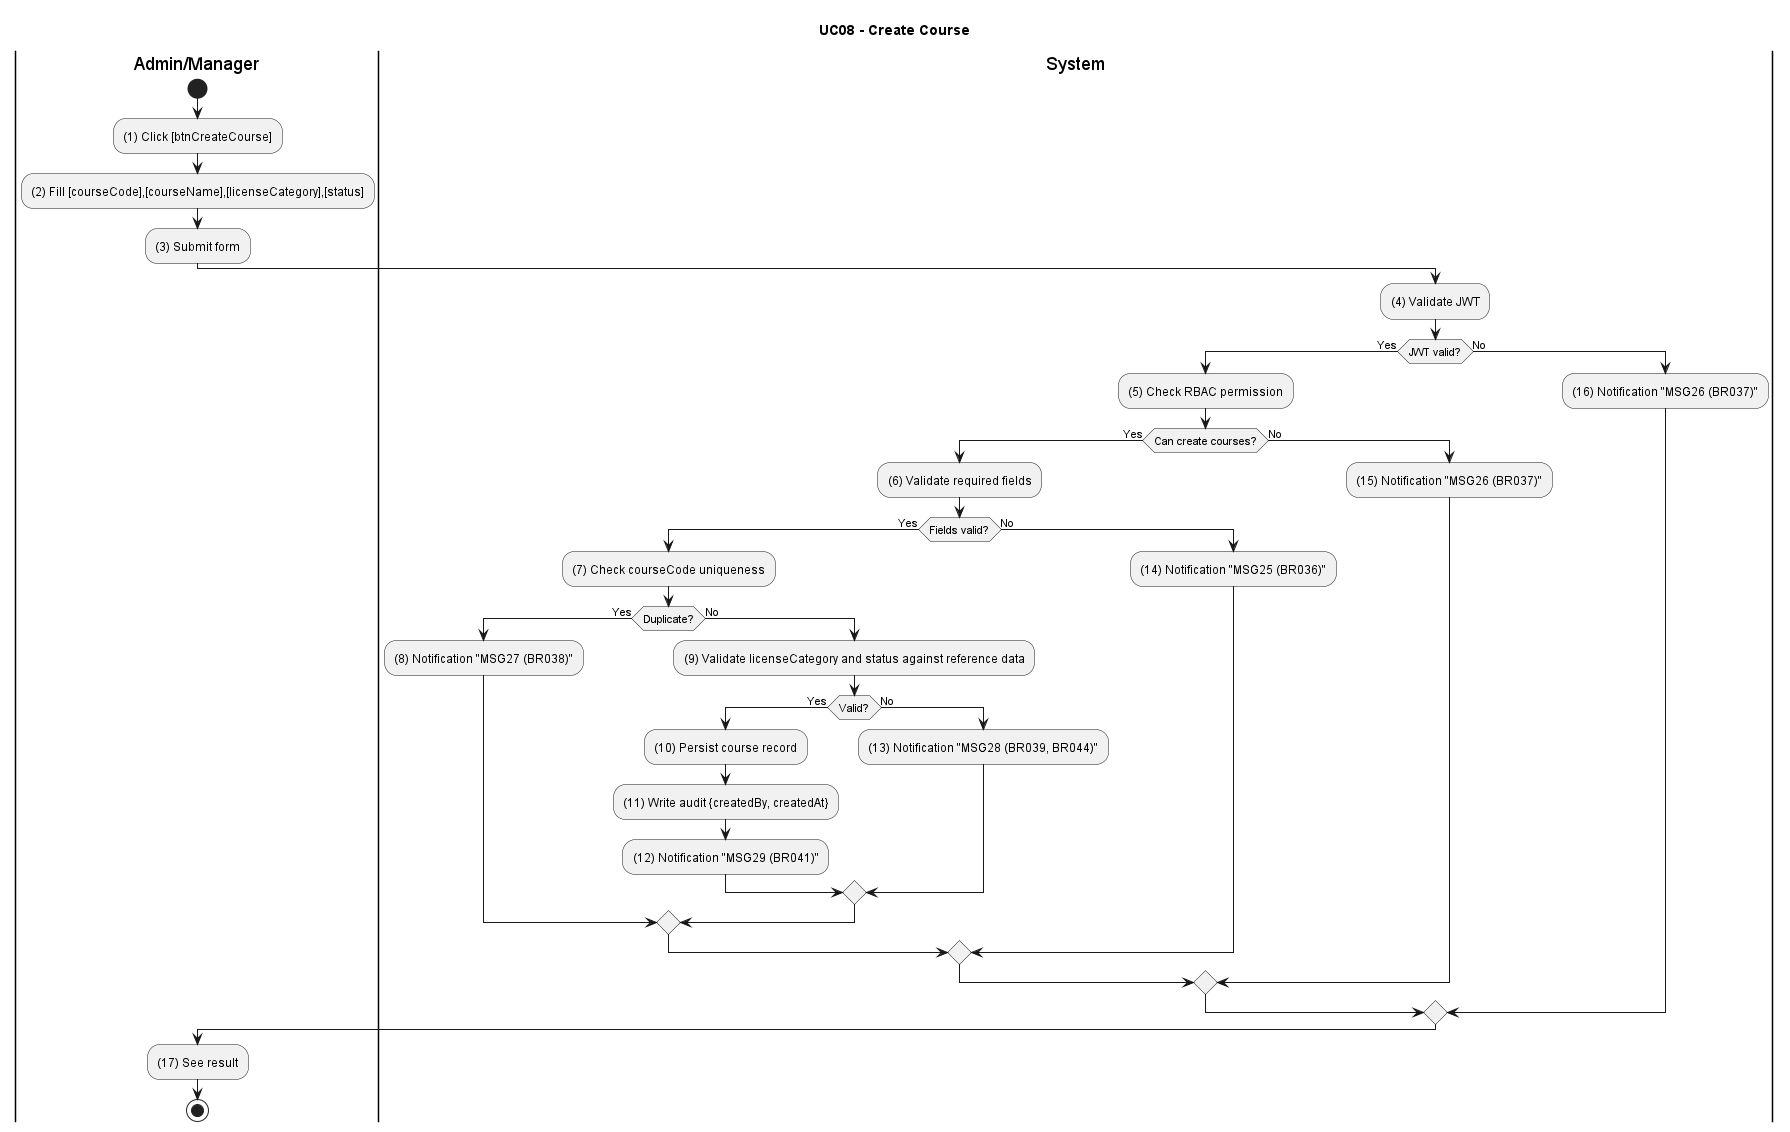 UC08 - Create Course
Admin/Manager
System
(1) Click [btnCreateCourse]
(2) Fill [courseCode],[courseName],[licenseCategory],[status]
(3) Submit form
(4) Validate JWT
Yes
JWT valid?
No
(5) Check RBAC permission
(16) Notification "MSG26 (BR037)"
Yes
Can create courses?
No
(6) Validate required fields
(15) Notification "MSG26 (BR037)"
Yes
Fields valid?
No
(7) Check courseCode uniqueness
(14) Notification "MSG25 (BR036)"
Yes
Duplicate?
No
(8) Notification "MSG27 (BR038)"
(9) Validate licenseCategory and status against reference data
Yes
Valid?
No
(10) Persist course record
(13) Notification "MSG28 (BR039, BR044)"
(11) Write audit {createdBy, createdAt}
(12) Notification "MSG29 (BR041)"
(17) See result